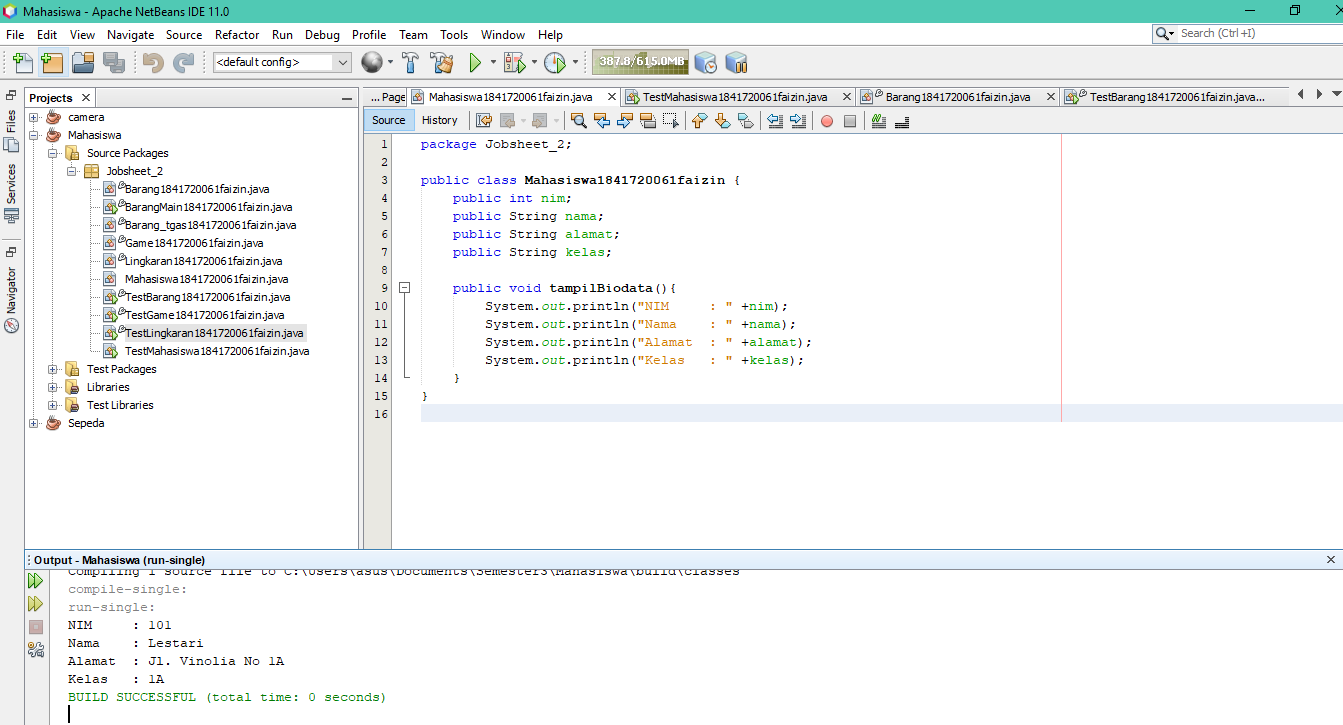 Mahasiswa - Apache NetBeans IDE 11.0
File Edit View Navigate Source Refactor Run Debug Profile Team Tools Window Help
Search (Ctrl+I)
<default config>
387.8/615.0MB
Projects
...Page Mahasiswa1841720061faizin.java TestMahasiswa1841720061faizin.java Barang1841720061faizin.java TestBarang1841720061faizin.java...
Source History
Files
Services
Navigator
camera
Mahasiswa
Source Packages
Jobsheet_2
Barang1841720061faizin.java
BarangMain1841720061faizin.java
Barang_tgas1841720061faizin.java
Game1841720061faizin.java
Lingkaran1841720061faizin.java
Mahasiswa1841720061faizin.java
TestBarang1841720061faizin.java
TestGame1841720061faizin.java
TestLingkaran1841720061faizin.java
TestMahasiswa1841720061faizin.java
Test Packages
Libraries
Test Libraries
Sepeda
1 package Jobsheet_2;
2
3 public class Mahasiswa1841720061faizin {
4 public int nim;
5 public String nama;
6 public String alamat;
7 public String kelas;
8
9 public void tampilBiodata(){
10 System.out.println("NIM     : " +nim);
11 System.out.println("Nama    : " +nama);
12 System.out.println("Alamat  : " +alamat);
13 System.out.println("Kelas   : " +kelas);
14 }
15 }
16
Output - Mahasiswa (run-single)
Compiling 1 source file to C:\Users\asus\Documents\Semester3\Mahasiswa\build\classes
compile-single:
run-single:
NIM     : 101
Nama    : Lestari
Alamat  : Jl. Vinolia No 1A
Kelas   : 1A
BUILD SUCCESSFUL (total time: 0 seconds)